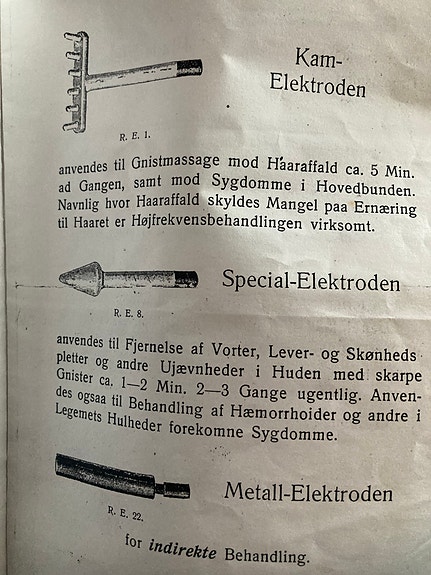 Kam-
Elektroden
R. E. 1.
anvendes til Gnistmassage mod Haaraffald ca. 5 Min.
ad Gangen, samt mod Sygdomme i Hovedbunden.
Navnlig hvor Haaraffald skyldes Mangel paa Ernæring
til Haaret er Højfrekvensbehandlingen virksomt.
Special-Elektroden
R. E. 8.
anvendes til Fjernelse af Vorter, Lever- og Skønheds
pletter og andre Ujævnheder i Huden med skarpe
Gnister ca. 1—2 Min. 2—3 Gange ugentlig. Anven-
des ogsaa til Behandling af Hæmorrhoider og andre i
Legemets Hulheder forekomne Sygdomme.
Metall-Elektroden
R. E. 22.
for indirekte Behandling.